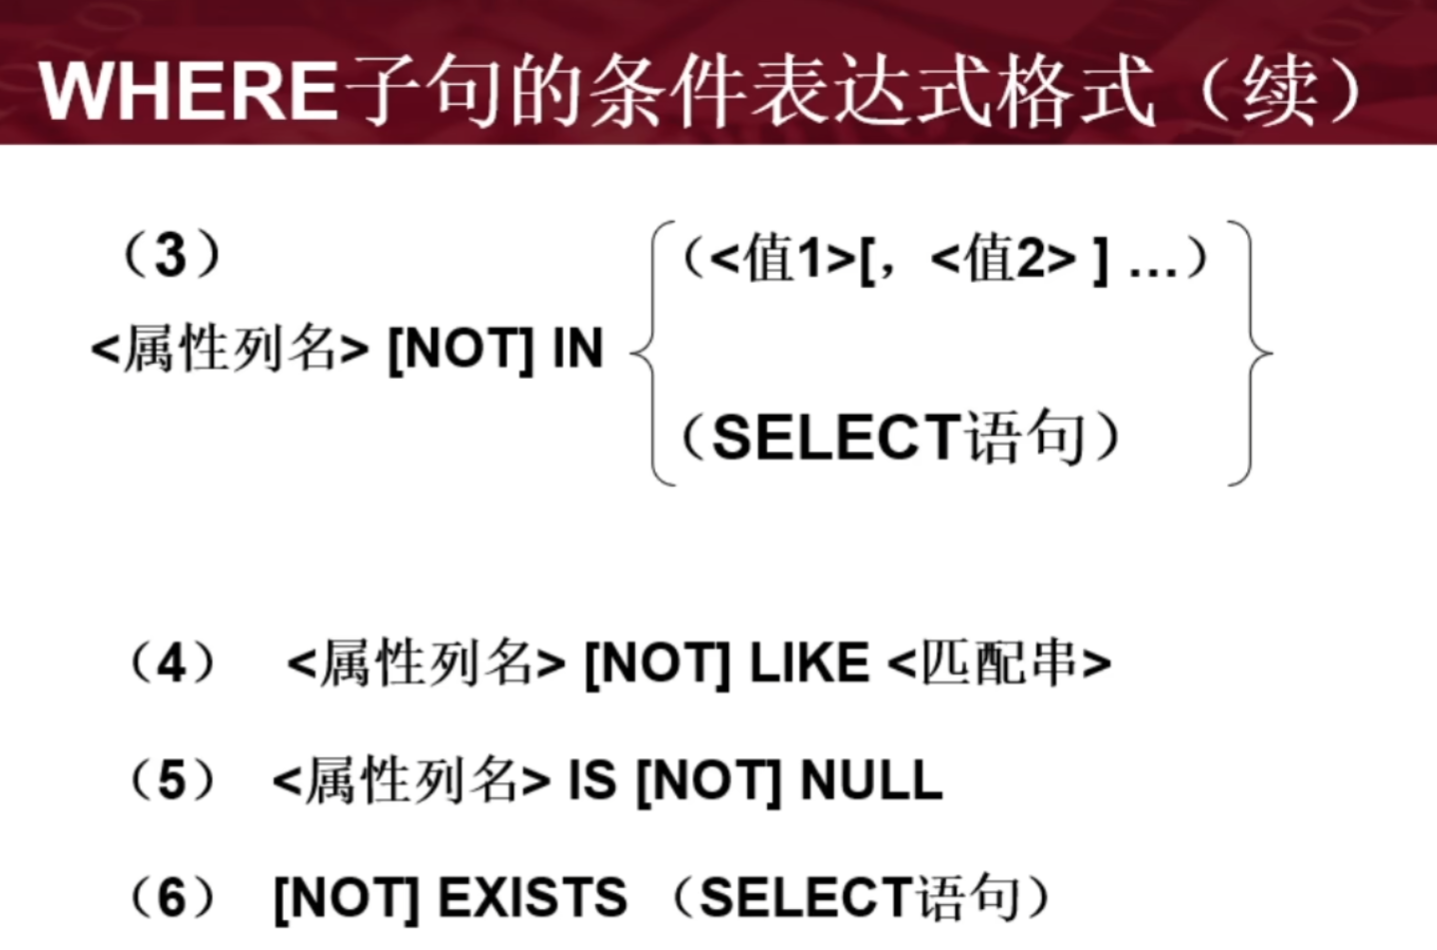 WHERE子句的条件表达式格式（续）
（3）
（<值1>[，<值2> ] …）
<属性列名> [NOT] IN
（SELECT语句）
（4） <属性列名> [NOT] LIKE <匹配串>
（5） <属性列名> IS [NOT] NULL
（6） [NOT] EXISTS （SELECT语句）